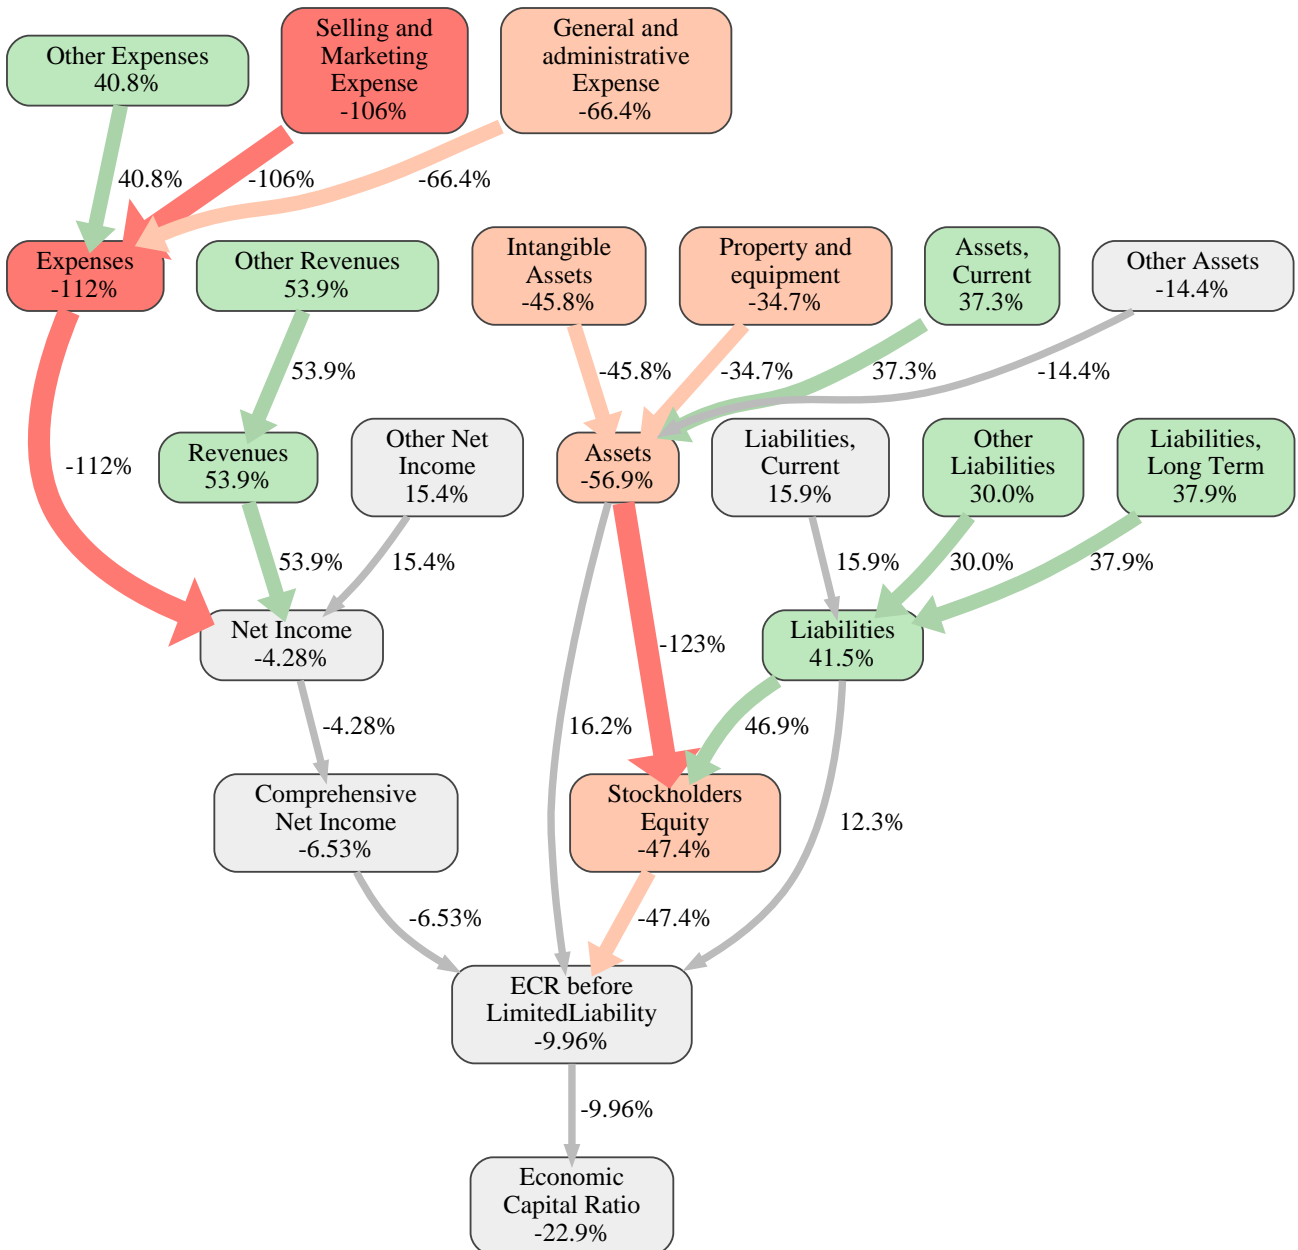 Other Expenses
40.8%
Selling and
Marketing
Expense
-106%
General and
administrative
Expense
-66.4%
40.8%
-106%
-66.4%
Expenses
-112%
Other Revenues
53.9%
Intangible
Assets
-45.8%
Property and
equipment
-34.7%
Assets,
Current
37.3%
Other Assets
-14.4%
53.9%
-45.8%
-34.7%
37.3%
-14.4%
-112%
Revenues
53.9%
Other Net
Income
15.4%
Assets
-56.9%
Liabilities,
Current
15.9%
Other
Liabilities
30.0%
Liabilities,
Long Term
37.9%
53.9%
15.4%
15.9%
30.0%
37.9%
Net Income
-4.28%
-123%
Liabilities
41.5%
-4.28%
16.2%
46.9%
Comprehensive
Net Income
-6.53%
Stockholders
Equity
-47.4%
12.3%
-6.53%
-47.4%
ECR before
LimitedLiability
-9.96%
-9.96%
Economic
Capital Ratio
-22.9%